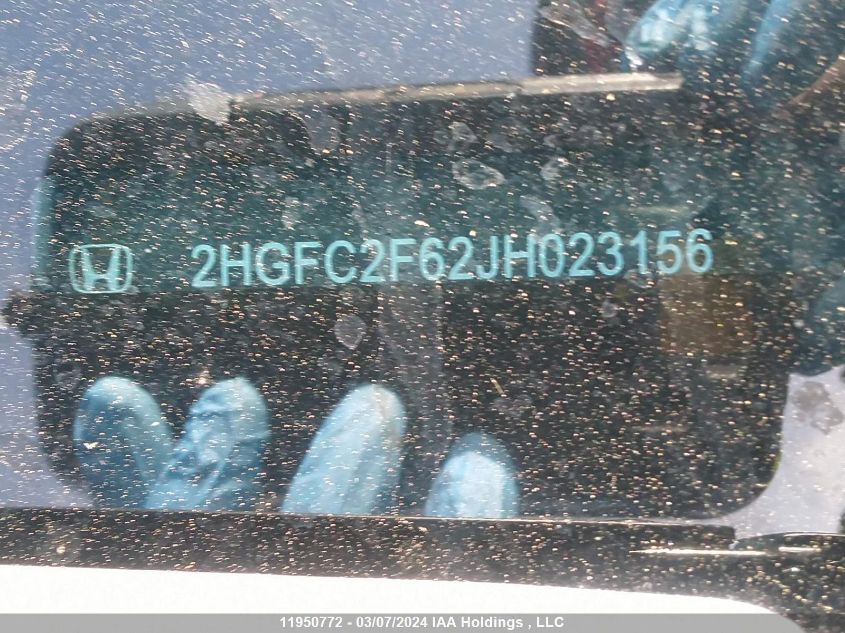 2HGFC2F62JH023156
11950772 - 03/07/2024 IAA Holdings , LLC